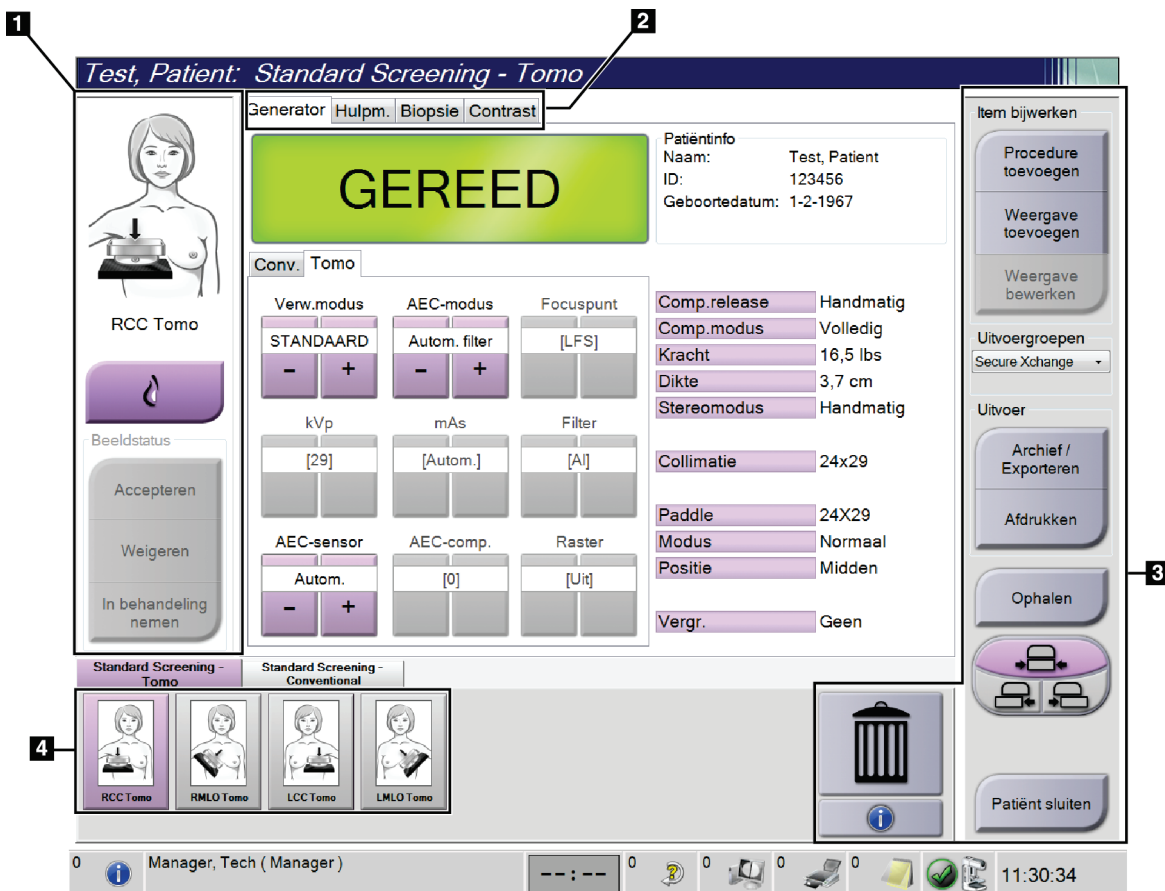 1
2
Test, Patient: Standard Screening - Tomo
Generator Hulpm. Biopsie Contrast
GEREED
Patiëntinfo
Naam: Test, Patient
ID: 123456
Geboortedatum: 1-2-1967
RCC Tomo
Beeldstatus
Accepteren
Weigeren
In behandeling
nemen
Conv. Tomo
Verw.modus AEC-modus Focuspunt
STANDAARD Autom. filter [LFS]
- + - +
kVp mAs Filter
[29] [Autom.] [Al]
AEC-sensor AEC-comp. Raster
Autom. [0] [Uit]
- +
Comp.release Handmatig
Comp.modus Volledig
Kracht 16,5 lbs
Dikte 3,7 cm
Stereomodus Handmatig
Collimatie 24x29
Paddle 24X29
Modus Normaal
Positie Midden
Vergr. Geen
Item bijwerken
Procedure
toevoegen
Weergave
toevoegen
Weergave
bewerken
Uitvoergroepen
Secure Xchange
Uitvoer
Archief /
Exporteren
Afdrukken
3
Ophalen
Patiënt sluiten
Standard Screening -
Tomo
Standard Screening -
Conventional
4
RCC Tomo RMLO Tomo LCC Tomo LMLO Tomo
0 Manager, Tech ( Manager ) --:-- 0 0 0 0 11:30:34